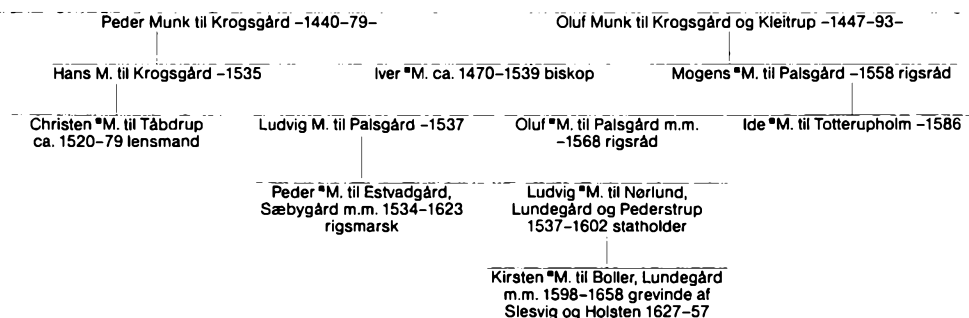 Peder Munk til Krogsgård –1440–79–
Oluf Munk til Krogsgård og Kleitrup –1447–93–
Hans M. til Krogsgård –1535
Iver *M. ca. 1470–1539 biskop
Mogens *M. til Palsgård –1558 rigsråd
Christen *M. til Tåbdrup
ca. 1520–79 lensmand
Ludvig M. til Palsgård –1537
Oluf *M. til Palsgård m.m.
–1568 rigsråd
Ide *M. til Totterupholm –1586
Peder *M. til Estvadgård,
Sæbygård m.m. 1534–1623
rigsmarsk
Ludvig *M. til Nørlund,
Lundegård og Pederstrup
1537–1602 statholder
Kirsten *M. til Boller, Lundegård
m.m. 1598–1658 grevinde af
Slesvig og Holsten 1627–57